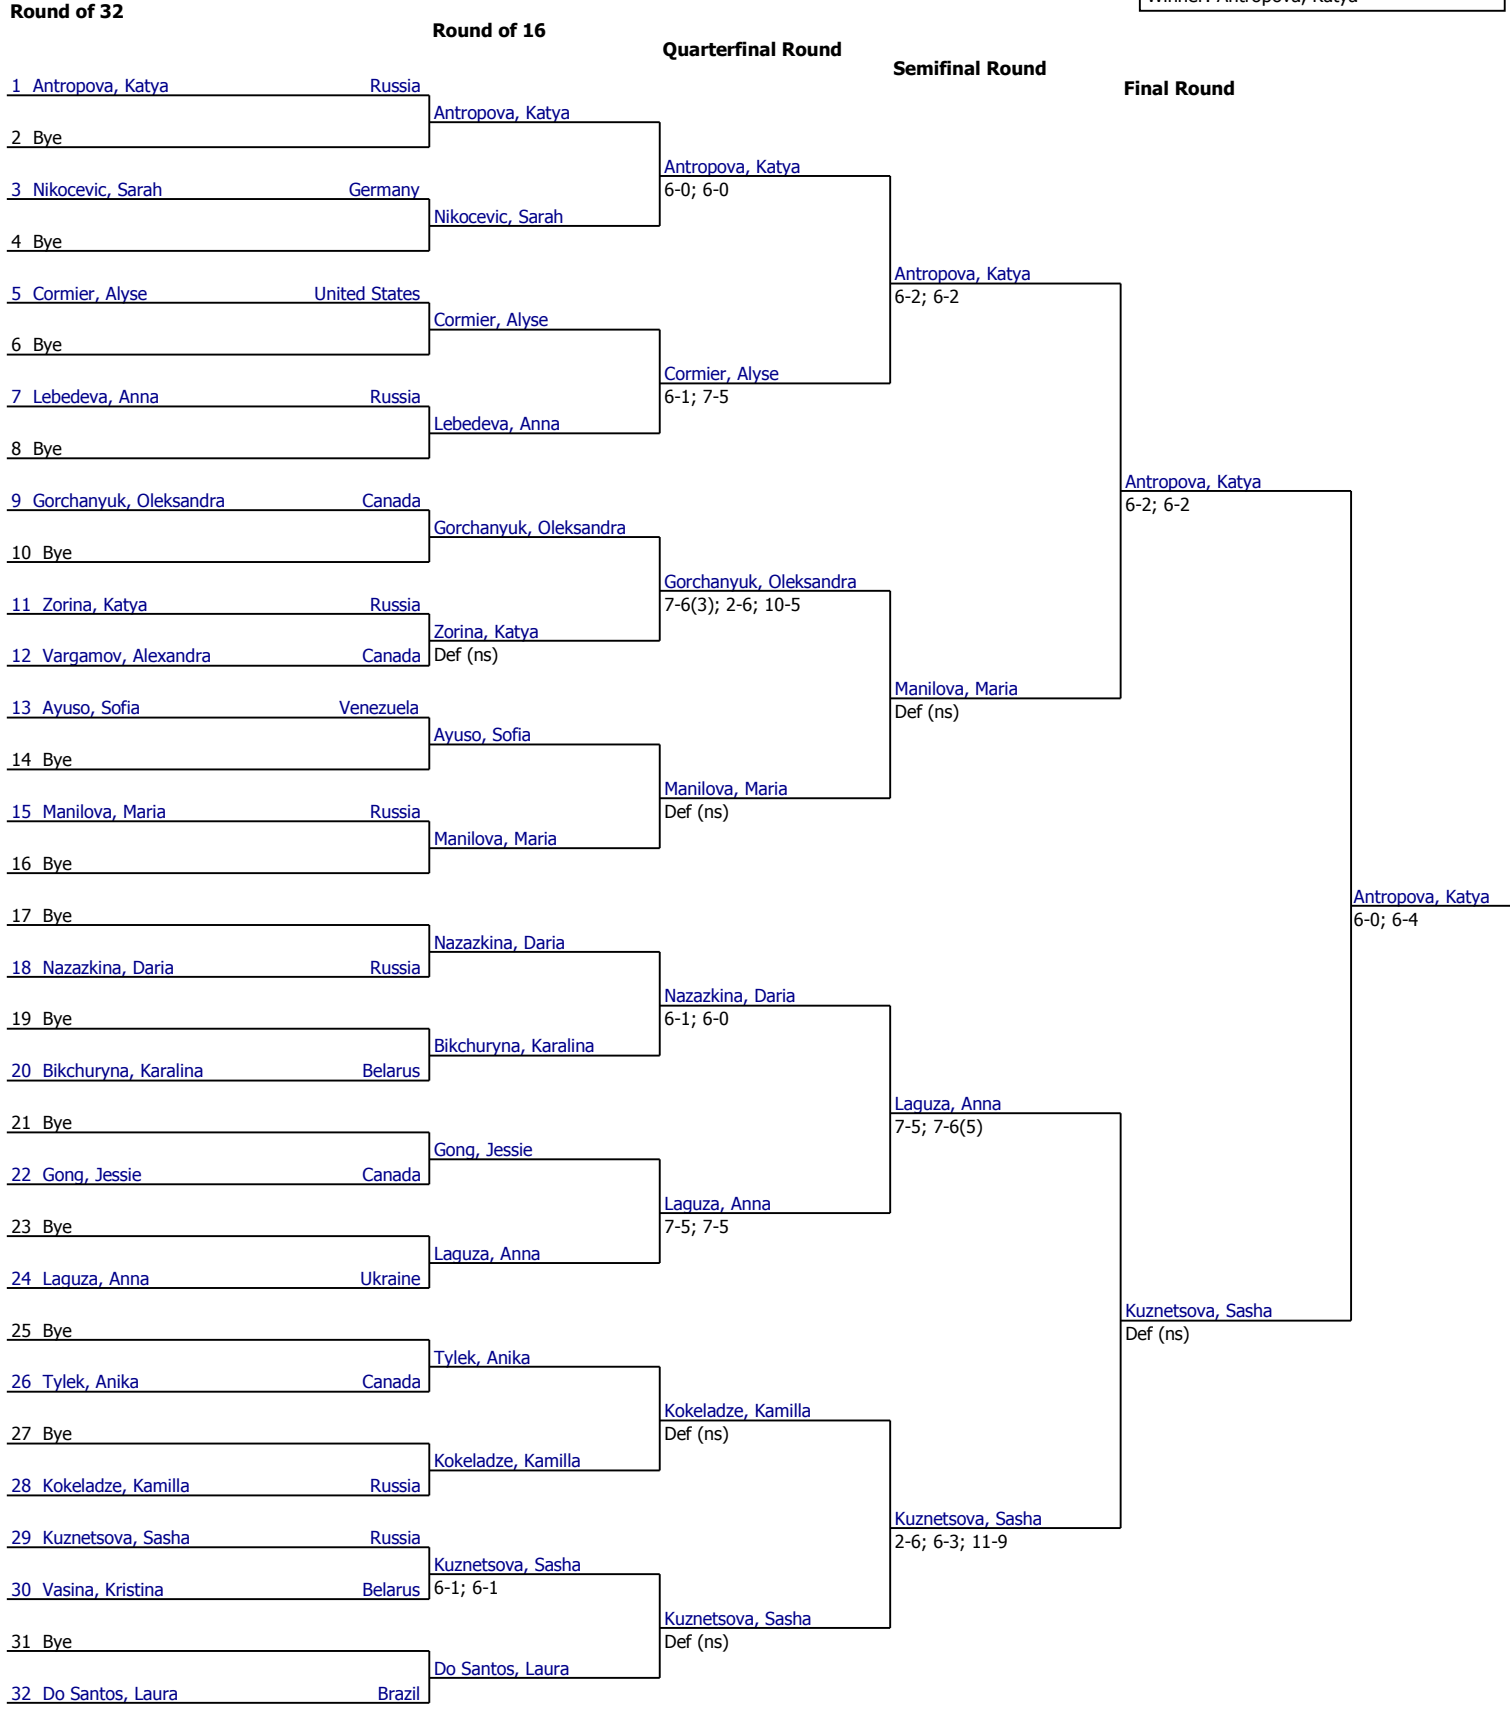 Winner: Antropova, Katya
Round of 32
Round of 16
Quarterfinal Round
Semifinal Round
Final Round
1 Antropova, Katya Russia
Antropova, Katya
2 Bye
Antropova, Katya
6-0; 6-0
3 Nikocevic, Sarah Germany
Nikocevic, Sarah
4 Bye
Antropova, Katya
6-2; 6-2
5 Cormier, Alyse United States
Cormier, Alyse
6 Bye
Cormier, Alyse
6-1; 7-5
7 Lebedeva, Anna Russia
Lebedeva, Anna
8 Bye
Antropova, Katya
6-2; 6-2
9 Gorchanyuk, Oleksandra Canada
Gorchanyuk, Oleksandra
10 Bye
Gorchanyuk, Oleksandra
7-6(3); 2-6; 10-5
11 Zorina, Katya Russia
Zorina, Katya
12 Vargamov, Alexandra Canada
Def (ns)
Manilova, Maria
Def (ns)
13 Ayuso, Sofia Venezuela
Ayuso, Sofia
14 Bye
Manilova, Maria
Def (ns)
15 Manilova, Maria Russia
Manilova, Maria
16 Bye
Antropova, Katya
6-0; 6-4
17 Bye
Nazazkina, Daria
18 Nazazkina, Daria Russia
Nazazkina, Daria
6-1; 6-0
19 Bye
Bikchuryna, Karalina
20 Bikchuryna, Karalina Belarus
Laguza, Anna
7-5; 7-6(5)
21 Bye
Gong, Jessie
22 Gong, Jessie Canada
Laguza, Anna
7-5; 7-5
23 Bye
Laguza, Anna
24 Laguza, Anna Ukraine
Kuznetsova, Sasha
Def (ns)
25 Bye
Tylek, Anika
26 Tylek, Anika Canada
Kokeladze, Kamilla
Def (ns)
27 Bye
Kokeladze, Kamilla
28 Kokeladze, Kamilla Russia
Kuznetsova, Sasha
2-6; 6-3; 11-9
29 Kuznetsova, Sasha Russia
Kuznetsova, Sasha
30 Vasina, Kristina Belarus
6-1; 6-1
Kuznetsova, Sasha
Def (ns)
31 Bye
Do Santos, Laura
32 Do Santos, Laura Brazil